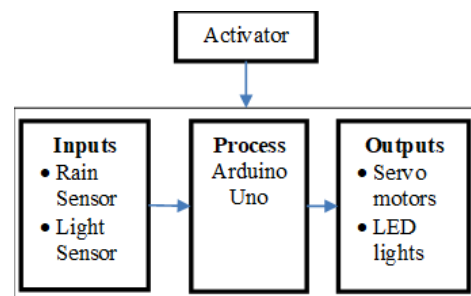 Activator
Inputs
• Rain
Sensor
• Light
Sensor
Process
Arduino
Uno
Outputs
• Servo
motors
• LED
lights